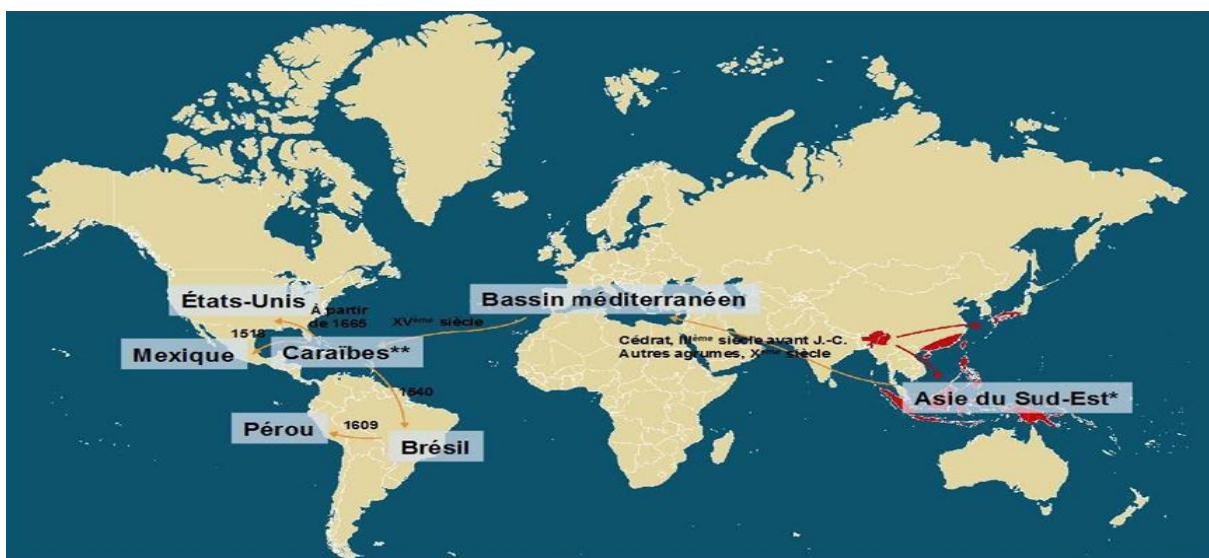 États-Unis
À partir
de 1665
XVème siècle
Bassin méditerranéen
1518
Mexique
Caraïbes**
Cédrat, IIIème siècle avant J.-C.
Autres agrumes, Xème siècle
1540
Asie du Sud-Est*
Pérou
1609
Brésil